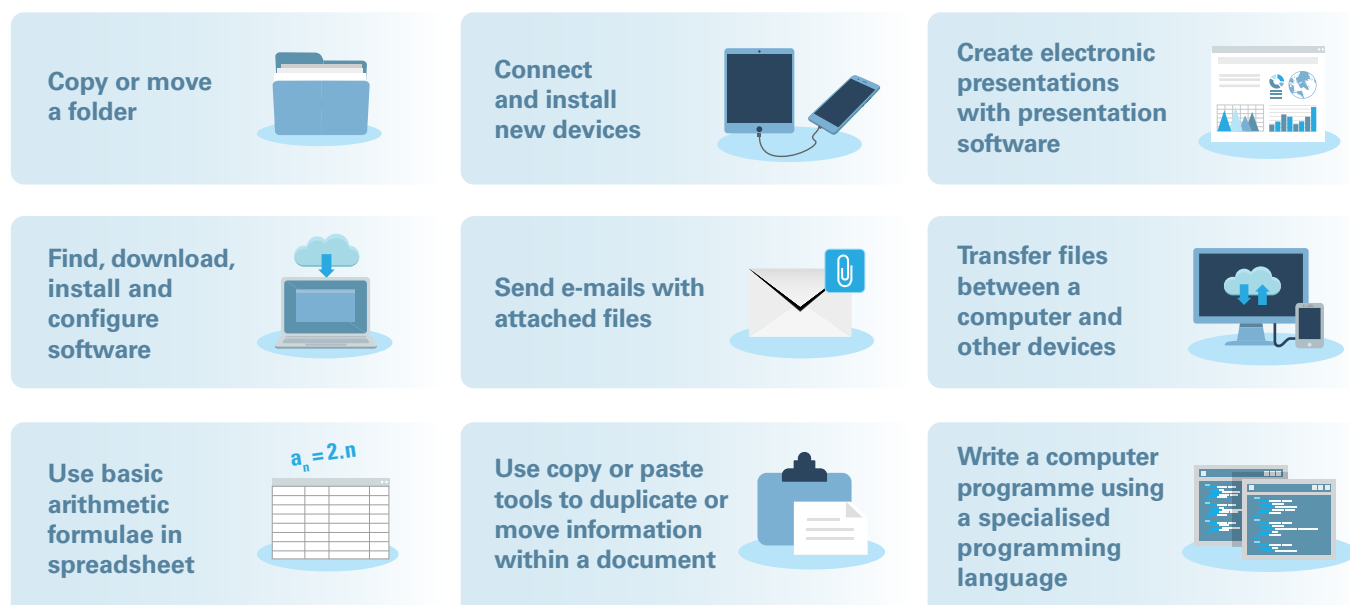 Copy or move
a folder
Connect
and install
new devices
Create electronic
presentations
with presentation
software
Find, download,
install and
configure
software
Send e-mails with
attached files
Transfer files
between a
computer and
other devices
Use basic
arithmetic
formulae in
spreadsheet
aₙ = 2.n
Use copy or paste
tools to duplicate or
move information
within a document
Write a computer
programme using
a specialised
programming
language